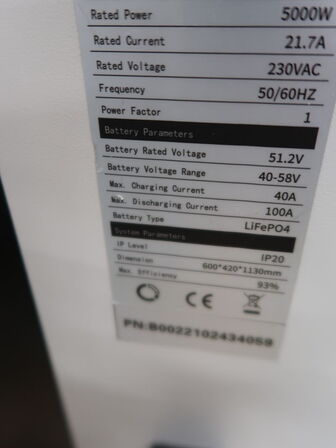 Rated Power 5000W
Rated Current 21.7A
Rated Voltage 230VAC
Frequency 50/60HZ
Power Factor 1
Battery Parameters
Battery Rated Voltage 51.2V
Battery Voltage Range 40-58V
Max. Charging Current 40A
Max. Discharging Current 100A
Battery Type LiFePO4
System Parameters
IP Level IP20
Dimension 600*420*1130mm
Max. Efficiency 93%
CE
PN:B00221024340S9